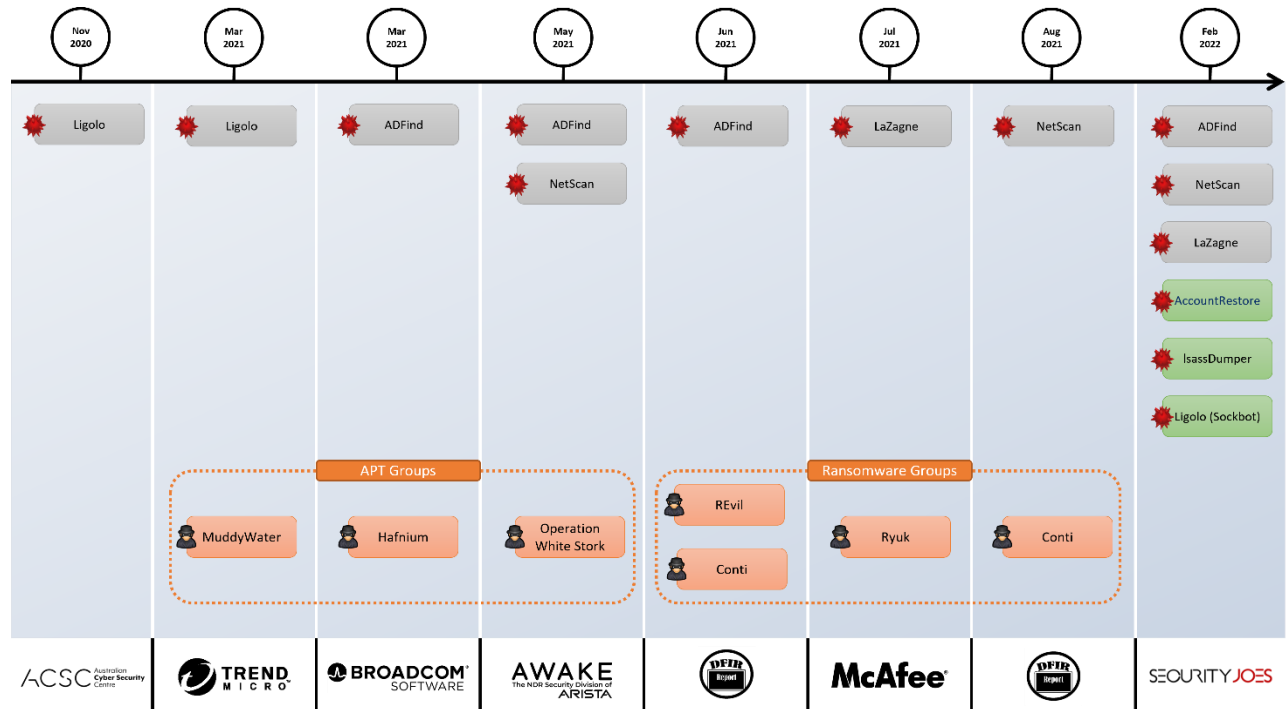 Nov
2020
Mar
2021
Mar
2021
May
2021
Jun
2021
Jul
2021
Aug
2021
Feb
2022
Ligolo
Ligolo
ADFind
ADFind
ADFind
LaZagne
NetScan
ADFind
NetScan
NetScan
LaZagne
AccountRestore
lsassDumper
Ligolo (Sockbot)
APT Groups
Ransomware Groups
MuddyWater
Hafnium
Operation
White Stork
REvil
Conti
Ryuk
Conti
ACSC Australian
Cyber Security
Centre
TREND
MICRO™
BROADCOM®
SOFTWARE
AWAKE
The NDR Security Division of
ARISTA
DFIR
Report
McAfee®
DFIR
Report
SECURITYJOES